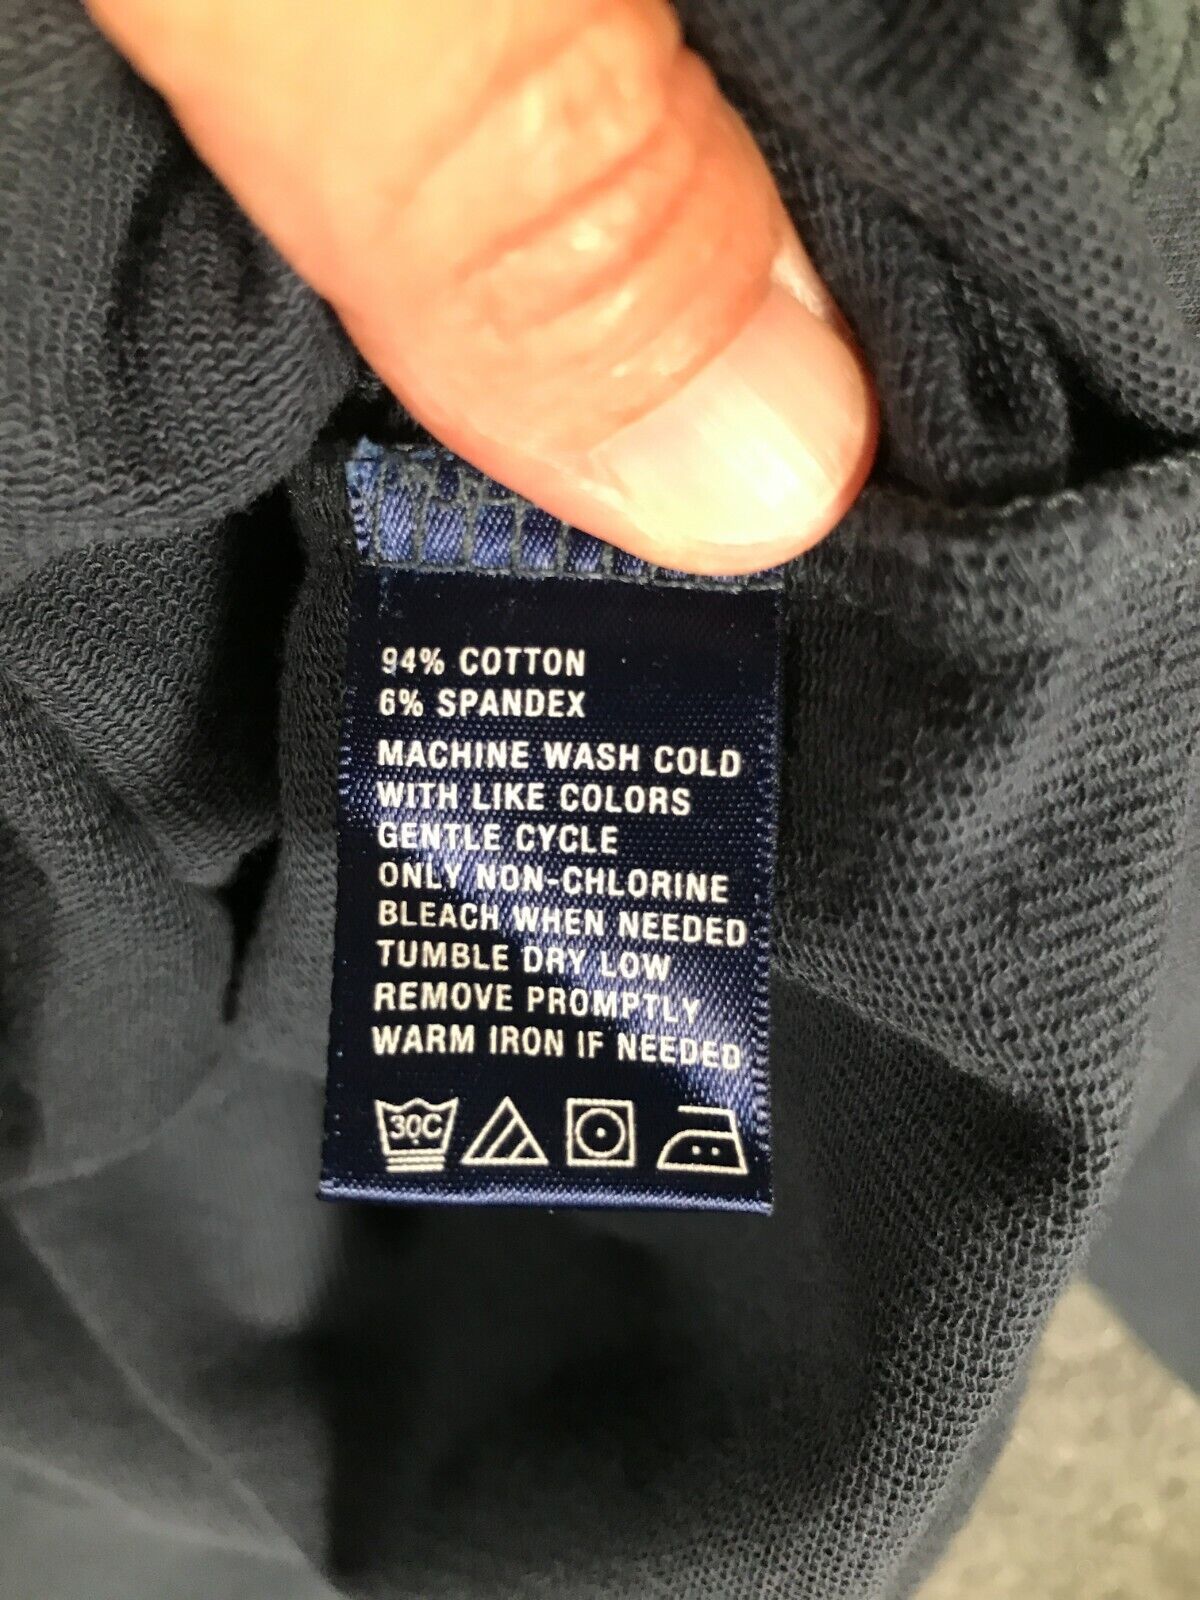 94% COTTON
6% SPANDEX
MACHINE WASH COLD
WITH LIKE COLORS
GENTLE CYCLE
ONLY NON-CHLORINE
BLEACH WHEN NEEDED
TUMBLE DRY LOW
REMOVE PROMPTLY
WARM IRON IF NEEDED
30C